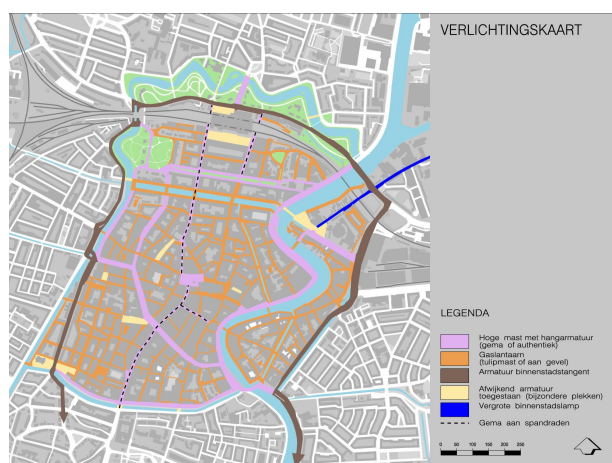 VERLICHTINGSKAART
LEGENDA
Hoge mast met hangarmatuur
(gema of authentiek)
Gaslantaarn
(tulipmast of aan gevel)
Armatuur binnenstadstangent
Afwijkend armatuur
toegestaan (bijzondere plekken)
Vergrote binnenstadslamp
Gema aan spandraden
0 50 100 150 200 250